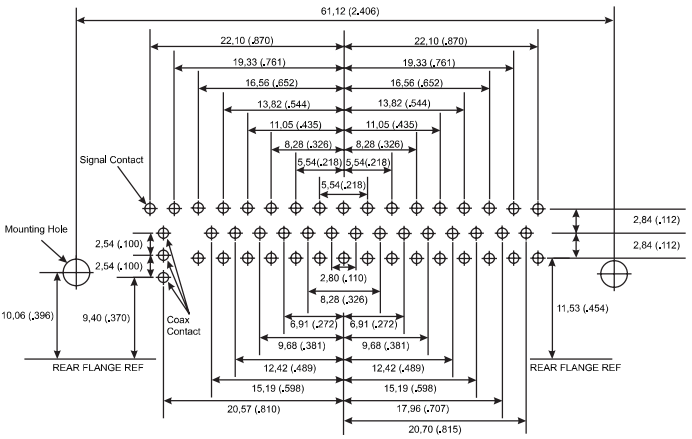 61,12 (2.406)
22,10 (.870) 22,10 (.870)
19,33 (.761) 19,33 (.761)
16,56 (.652) 16,56 (.652)
13,82 (.544) 13,82 (.544)
11,05 (.435) 11,05 (.435)
8,28 (.326) 8,28 (.326)
Signal Contact
5,54(.218) 5,54(.218)
5,54(.218)
2,84 (.112)
Mounting Hole
2,54 (.100)
2,84 (.112)
2,54 (.100)
2,80 (.110)
8,28 (.326)
11,53 (.454)
10,06 (.396)
9,40 (.370)
Coax
Contact
6,91 (.272) 6,91 (.272)
9,68 (.381) 9,68 (.381)
REAR FLANGE REF
12,42 (.489) 12,42 (.489)
REAR FLANGE REF
15,19 (.598) 15,19 (.598)
20,57 (.810) 17,96 (.707)
20,70 (.815)